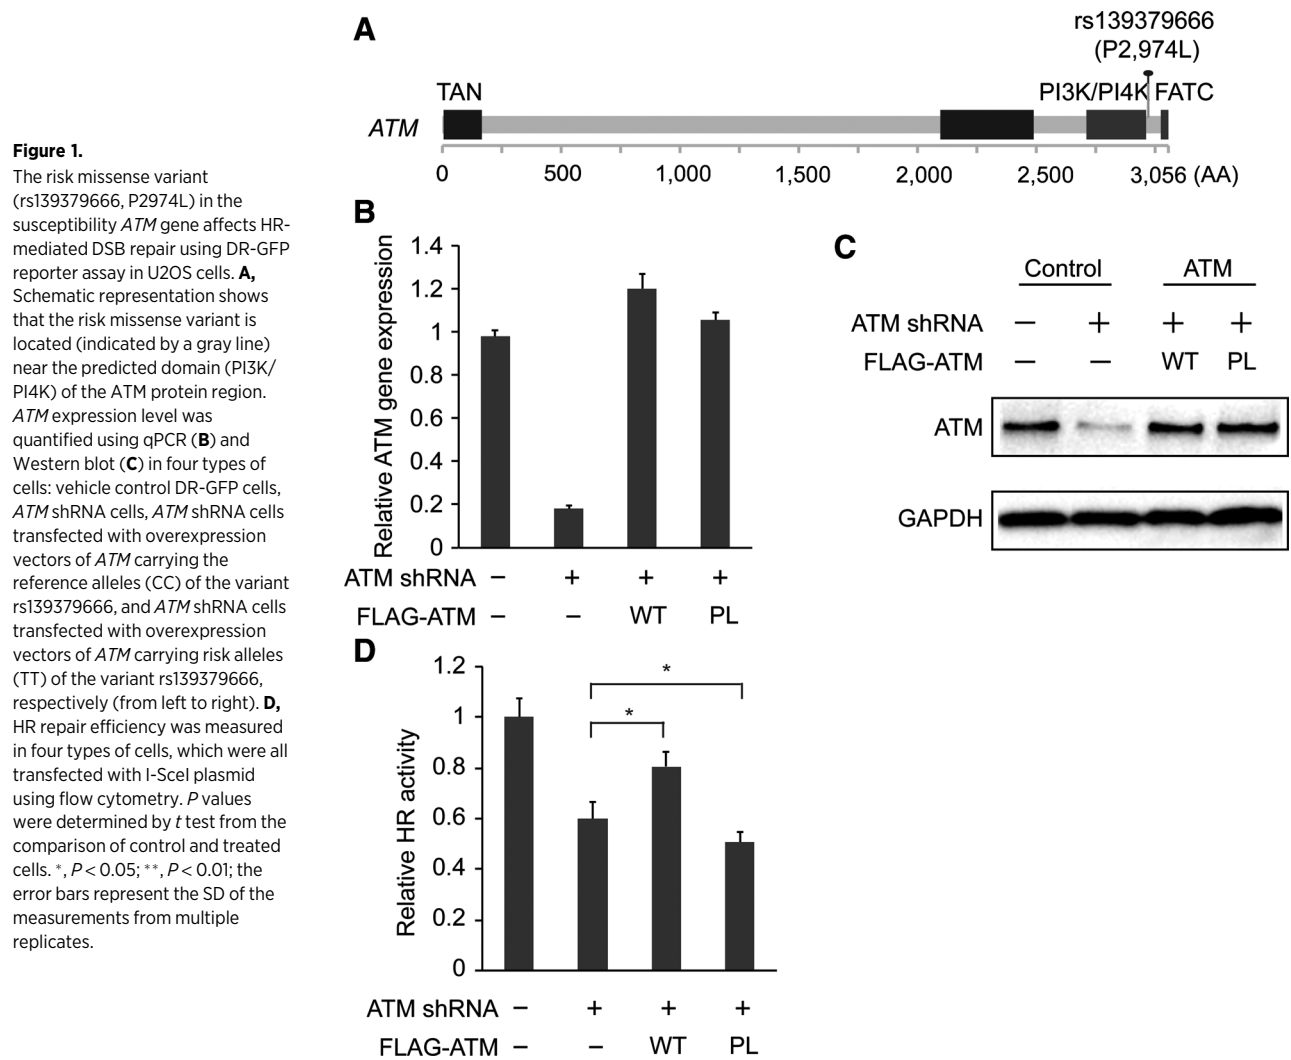 Figure 1.
The risk missense variant
(rs139379666, P2974L) in the
susceptibility ATM gene affects HR-
mediated DSB repair using DR-GFP
reporter assay in U2OS cells. A,
Schematic representation shows
that the risk missense variant is
located (indicated by a gray line)
near the predicted domain (PI3K/
PI4K) of the ATM protein region.
ATM expression level was
quantified using qPCR (B) and
Western blot (C) in four types of
cells: vehicle control DR-GFP cells,
ATM shRNA cells, ATM shRNA cells
transfected with overexpression
vectors of ATM carrying the
reference alleles (CC) of the variant
rs139379666, and ATM shRNA cells
transfected with overexpression
vectors of ATM carrying risk alleles
(TT) of the variant rs139379666,
respectively (from left to right). D,
HR repair efficiency was measured
in four types of cells, which were all
transfected with I-SceI plasmid
using flow cytometry. P values
were determined by t test from the
comparison of control and treated
cells. *, P < 0.05; **, P < 0.01; the
error bars represent the SD of the
measurements from multiple
replicates.
A
rs139379666
(P2,974L)
TAN PI3K/PI4K FATC
ATM
0 500 1,000 1,500 2,000 2,500 3,056 (AA)
B
Relative ATM gene expression
1.4
1.2
1
0.8
0.6
0.4
0.2
0
ATM shRNA − + + +
FLAG-ATM − − WT PL
C
Control ATM
ATM shRNA − + + +
FLAG-ATM − − WT PL
ATM
GAPDH
D
Relative HR activity
1.2
1
0.8
0.6
0.4
0.2
0
*
*
ATM shRNA − + + +
FLAG-ATM − − WT PL